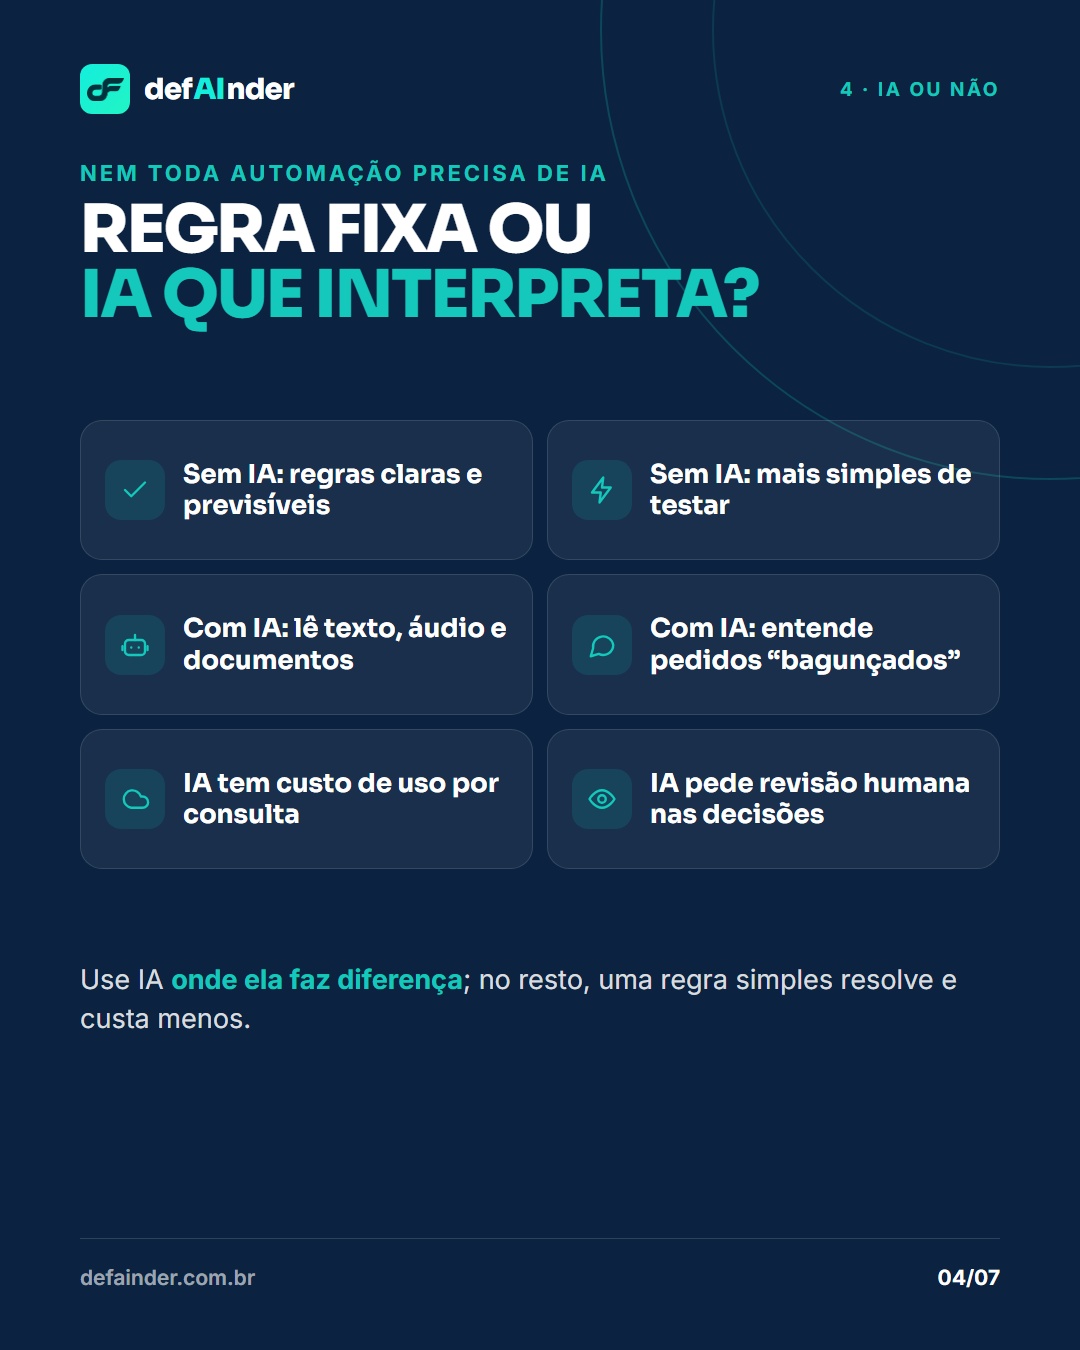 defAInder
4 · IA OU NÃO
NEM TODA AUTOMAÇÃO PRECISA DE IA
REGRA FIXA OU
IA QUE INTERPRETA?
Sem IA: regras claras e
previsíveis
Sem IA: mais simples de
testar
Com IA: lê texto, áudio e
documentos
Com IA: entende
pedidos “bagunçados”
IA tem custo de uso por
consulta
IA pede revisão humana
nas decisões
Use IA onde ela faz diferença; no resto, uma regra simples resolve e
custa menos.
defainder.com.br
04/07